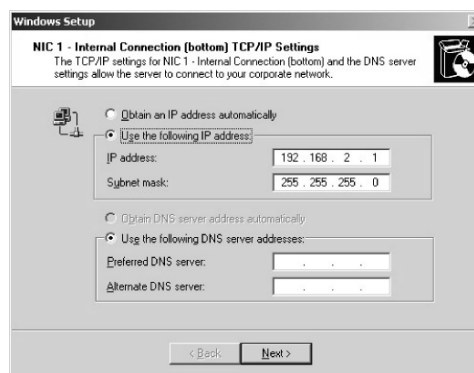 Windows Setup
NIC 1 - Internal Connection (bottom) TCP/IP Settings
The TCP/IP settings for NIC 1 - Internal Connection (bottom) and the DNS server
settings allow the server to connect to your corporate network.
Obtain an IP address automatically
Use the following IP address:
IP address: 192 . 168 . 2 . 1
Subnet mask: 255 . 255 . 255 . 0
Obtain DNS server address automatically
Use the following DNS server addresses:
Preferred DNS server: . . .
Alternate DNS server: . . .
< Back Next >